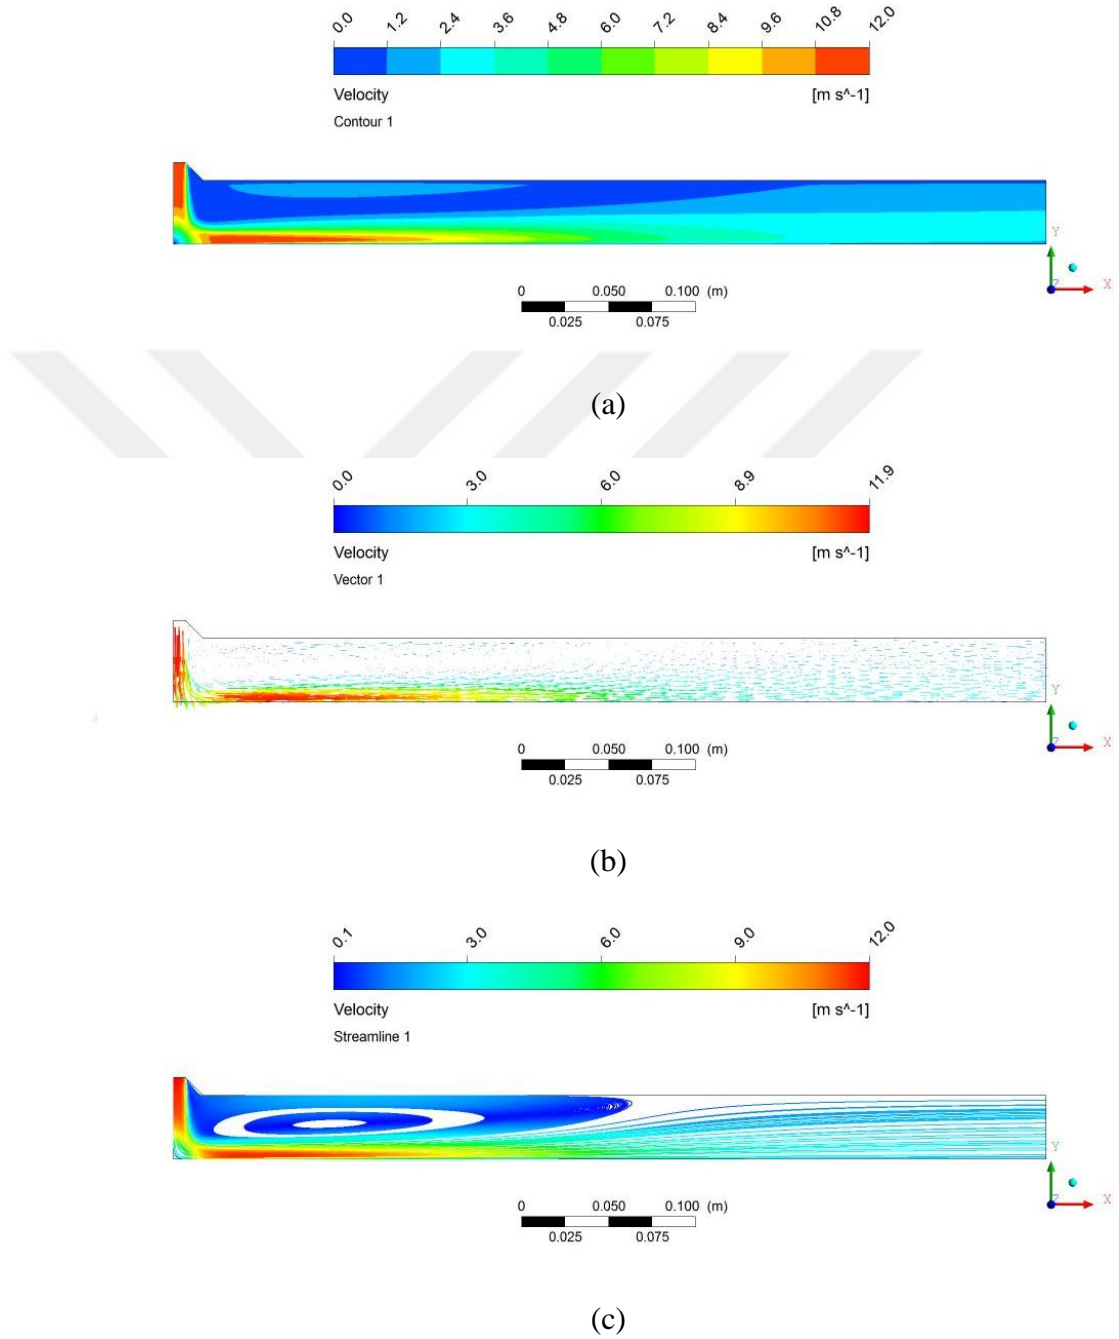 0.0 1.2 2.4 3.6 4.8 6.0 7.2 8.4 9.6 10.8 12.0
Velocity [m s^-1]
Contour 1
Y
Z X
0 0.050 0.100 (m)
0.025 0.075
(a)
0.0 3.0 6.0 8.9 11.9
Velocity [m s^-1]
Vector 1
Y
Z X
0 0.050 0.100 (m)
0.025 0.075
(b)
0.1 3.0 6.0 9.0 12.0
Velocity [m s^-1]
Streamline 1
Y
Z X
0 0.050 0.100 (m)
0.025 0.075
(c)